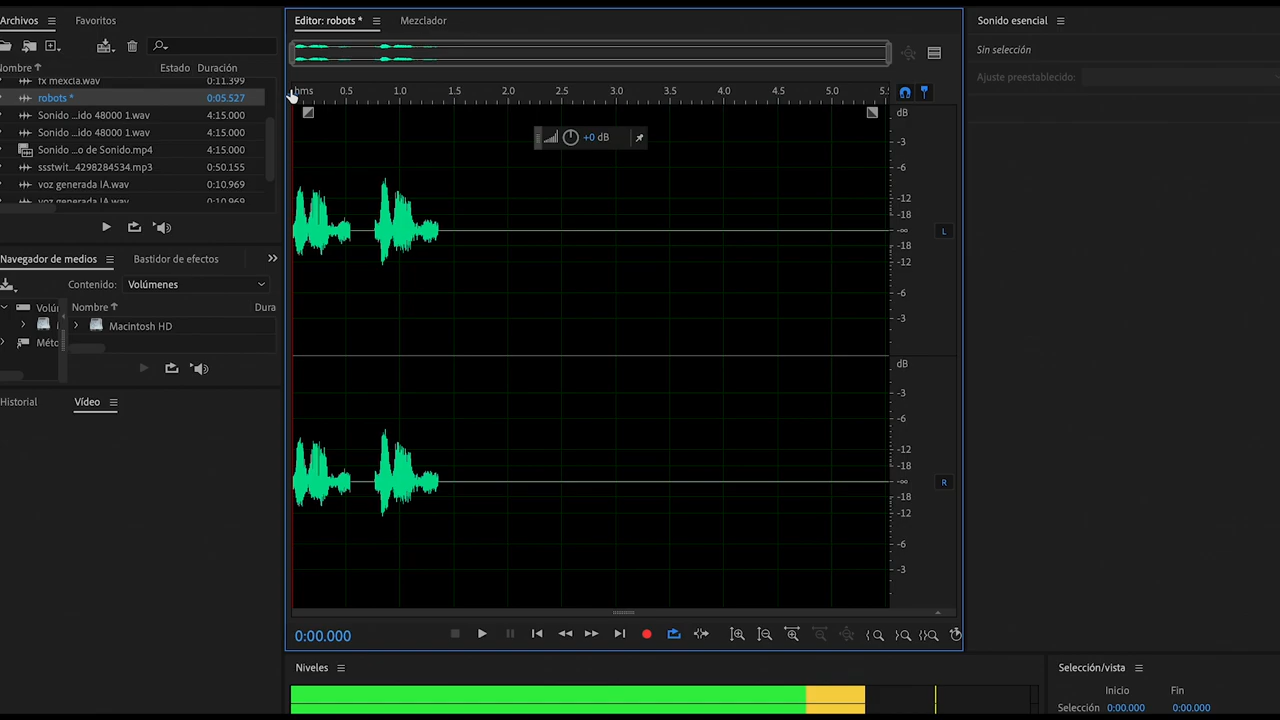 Archivos
Favoritos
Nombre
Estado
Duración
fx mexcla.wav
0:11.399
robots *
0:05.527
Sonido ...ido 48000 1.wav
4:15.000
Sonido ...ido 48000 1.wav
4:15.000
Sonido ...o de Sonido.mp4
4:15.000
ssstwit...4298284534.mp3
0:50.155
voz generada IA.wav
0:10.969
voz generada IA.wav
0:10.969
Navegador de medios
Bastidor de efectos
Contenido:
Volúmenes
Volúi
Méto
Nombre
Dura
Macintosh HD
Historial
Vídeo
Editor: robots *
Mezclador
hms
0.5
1.0
1.5
2.0
2.5
3.0
3.5
4.0
4.5
5.0
5.
+0 dB
dB
-3
-6
-12
-18
-∞
-18
-12
-6
-3
L
dB
-3
-6
-12
-18
-∞
-18
-12
-6
-3
R
0:00.000
Niveles
Sonido esencial
Sin selección
Ajuste preestablecido:
Selección/vista
Inicio
Fin
Selección
0:00.000
0:00.000